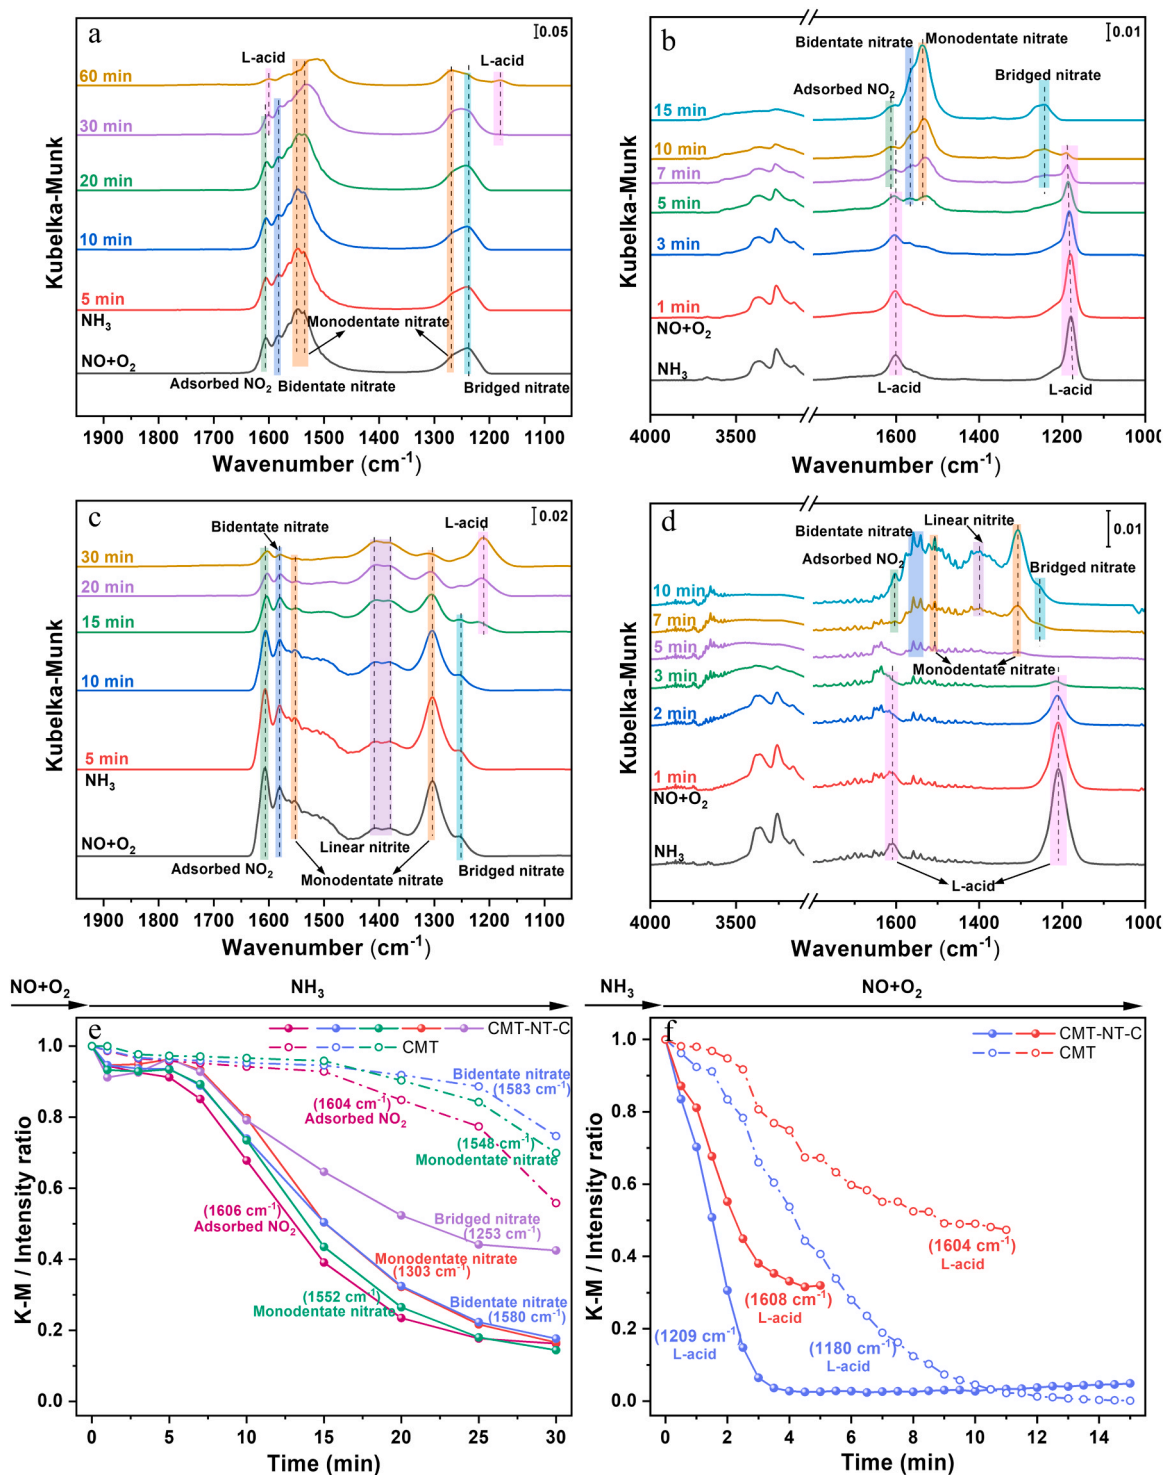 a
0.05
L-acid
L-acid
60 min
30 min
20 min
10 min
5 min
NH₃
Monodentate nitrate
NO+O₂
Adsorbed NO₂
Bidentate nitrate
Bridged nitrate
Kubelka-Munk
1900 1800 1700 1600 1500 1400 1300 1200 1100
Wavenumber (cm⁻¹)
b
0.01
Bidentate nitrate
Monodentate nitrate
Bridged nitrate
Adsorbed NO₂
15 min
10 min
7 min
5 min
3 min
1 min
NO+O₂
NH₃
L-acid
L-acid
Kubelka-Munk
4000 3500 1600 1400 1200 1000
Wavenumber (cm⁻¹)
c
0.02
L-acid
Bidentate nitrate
30 min
20 min
15 min
10 min
5 min
NH₃
NO+O₂
Linear nitrite
Adsorbed NO₂
Bridged nitrate
Monodentate nitrate
Kubelka-Munk
1900 1800 1700 1600 1500 1400 1300 1200 1100
Wavenumber (cm⁻¹)
d
0.01
Linear nitrite
Bidentate nitrate
Adsorbed NO₂
Bridged nitrate
10 min
7 min
5 min
Monodentate nitrate
3 min
2 min
1 min
NO+O₂
NH₃
L-acid
Kubelka-Munk
4000 3500 1600 1400 1200 1000
Wavenumber (cm⁻¹)
NO+O₂
NH₃
e
CMT-NT-C
CMT
Bidentate nitrate
(1583 cm⁻¹)
(1604 cm⁻¹)
Adsorbed NO₂
(1548 cm⁻¹)
Monodentate nitrate
(1606 cm⁻¹)
Adsorbed NO₂
Bridged nitrate
(1253 cm⁻¹)
Monodentate nitrate
(1303 cm⁻¹)
(1552 cm⁻¹)
Monodentate nitrate
Bidentate nitrate
(1580 cm⁻¹)
K-M / Intensity ratio
1.0
0.8
0.6
0.4
0.2
0.0
0 5 10 15 20 25 30
Time (min)
NH₃
NO+O₂
f
CMT-NT-C
CMT
(1604 cm⁻¹)
L-acid
(1608 cm⁻¹)
L-acid
(1209 cm⁻¹)
L-acid
(1180 cm⁻¹)
L-acid
K-M / Intensity ratio
1.0
0.8
0.6
0.4
0.2
0.0
0 2 4 6 8 10 12 14
Time (min)